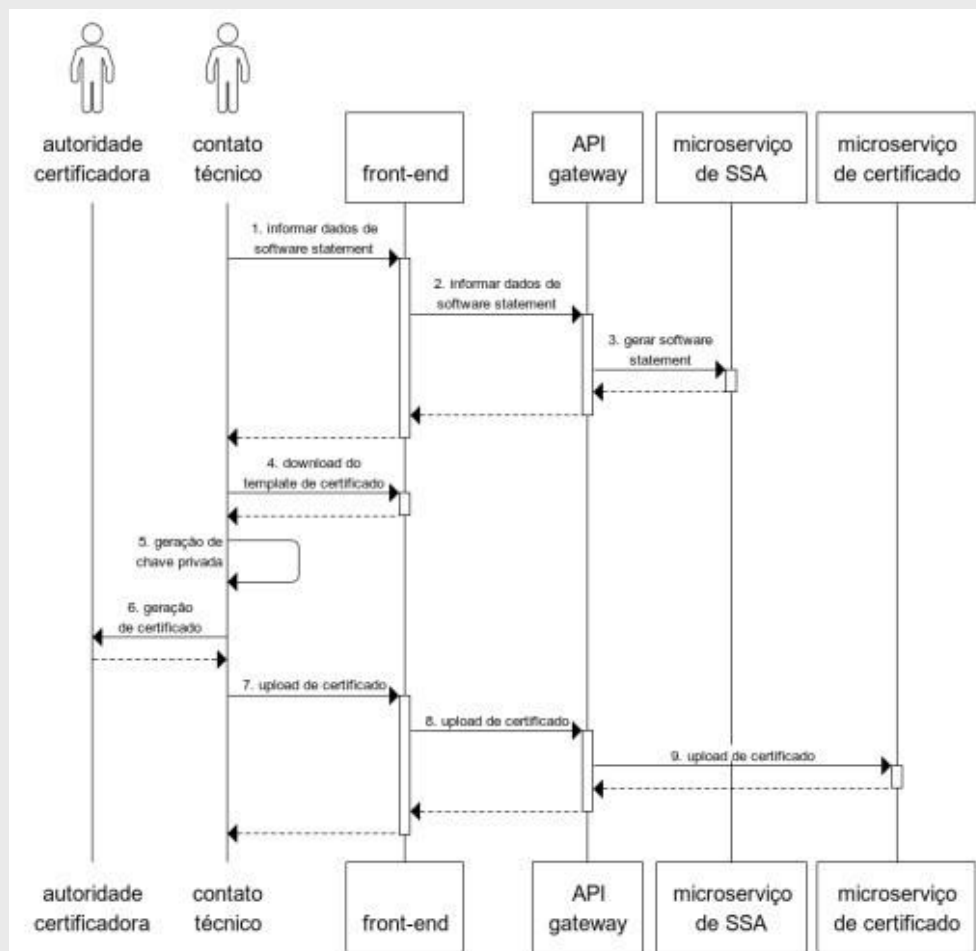 autoridade
certificadora
contato
técnico
front-end
API
gateway
microserviço
de SSA
microserviço
de certificado
1. informar dados de
software statement
2. informar dados de
software statement
3. gerar software
statement
4. download do
template de certificado
5. geração de
chave privada
6. geração
de certificado
7. upload de certificado
8. upload de certificado
9. upload de certificado
autoridade
certificadora
contato
técnico
front-end
API
gateway
microserviço
de SSA
microserviço
de certificado